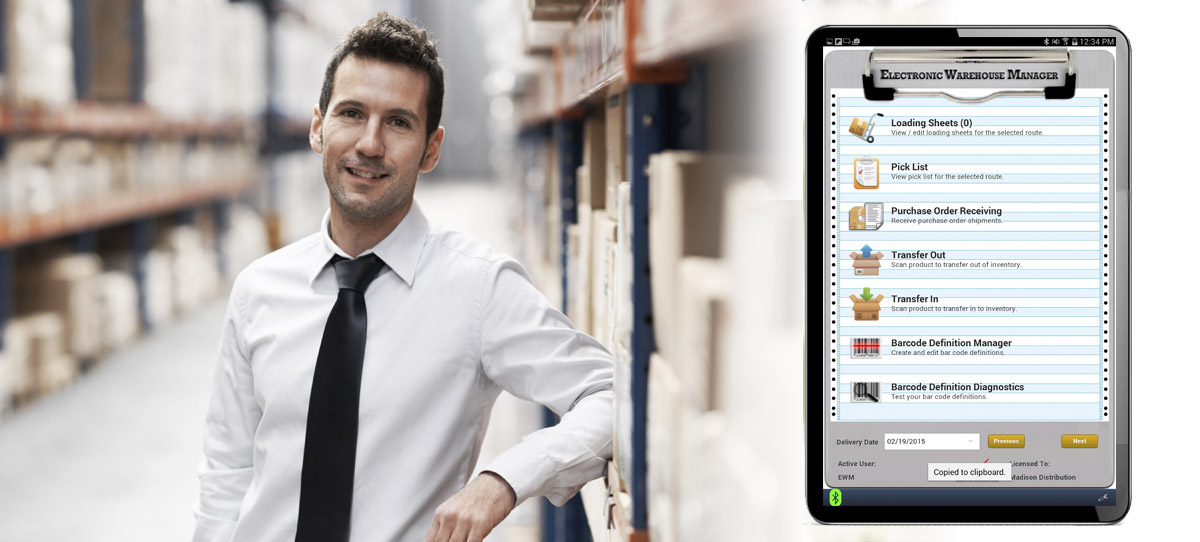 12:34 PM
ELECTRONIC WAREHOUSE MANAGER
Loading Sheets (0)
View / edit loading sheets for the selected route.
Pick List
View pick list for the selected route.
Purchase Order Receiving
Receive purchase order shipments.
Transfer Out
Scan product to transfer out of inventory.
Transfer In
Scan product to transfer in to inventory.
Barcode Definition Manager
Create and edit bar code definitions.
Barcode Definition Diagnostics
Test your bar code definitions.
Delivery Date 02/19/2015 Previous Next
Active User: Licensed To:
Copied to clipboard.
EWM Madison Distribution